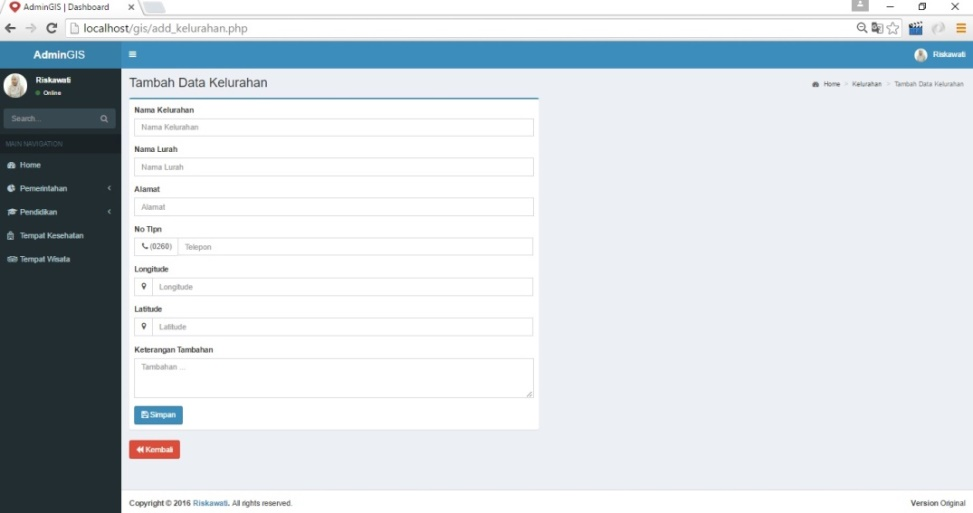 AdminGIS | Dashboard
localhost/gis/add_kelurahan.php
AdminGIS
Riskawati
Riskawati
Online
Tambah Data Kelurahan
Home > Kelurahan > Tambah Data Kelurahan
Search...
MAIN NAVIGATION
Home
Pemerintahan
Pendidikan
Tempat Kesehatan
Tempat Wisata
Nama Kelurahan
Nama Kelurahan
Nama Lurah
Nama Lurah
Alamat
Alamat
No Tlpn
(0260) Telepon
Longitude
Longitude
Latitude
Latitude
Keterangan Tambahan
Tambahan ...
Simpan
Kembali
Copyright © 2016 Riskawati. All rights reserved.
Version Original